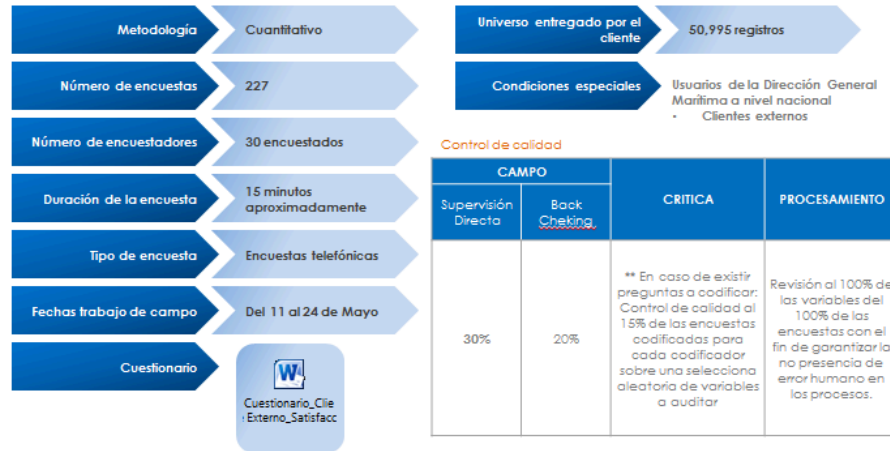 Metodología
Cuantitativo
Número de encuestas
227
Número de encuestadores
30 encuestados
Duración de la encuesta
15 minutos
aproximadamente
Tipo de encuesta
Encuestas telefónicas
Fechas trabajo de campo
Del 11 al 24 de Mayo
Cuestionario
Cuestionario_Clie
Externo_Satisfacc
Universo entregado por el
cliente
50,995 registros
Condiciones especiales
Usuarios de la Dirección General
Marítima a nivel nacional
• Clientes externos
Control de calidad
CAMPO
CRITICA
PROCESAMIENTO
Supervisión
Directa
Back
Cheking
30%
20%
** En caso de existir
preguntas a codificar:
Control de calidad al
15% de las encuestas
codificadas para
cada codificador
sobre una selecciona
aleatoria de variables
a auditar
Revisión al 100% de
las variables del
100% de las
encuestas con el
fin de garantizar la
no presencia de
error humano en
los procesos.